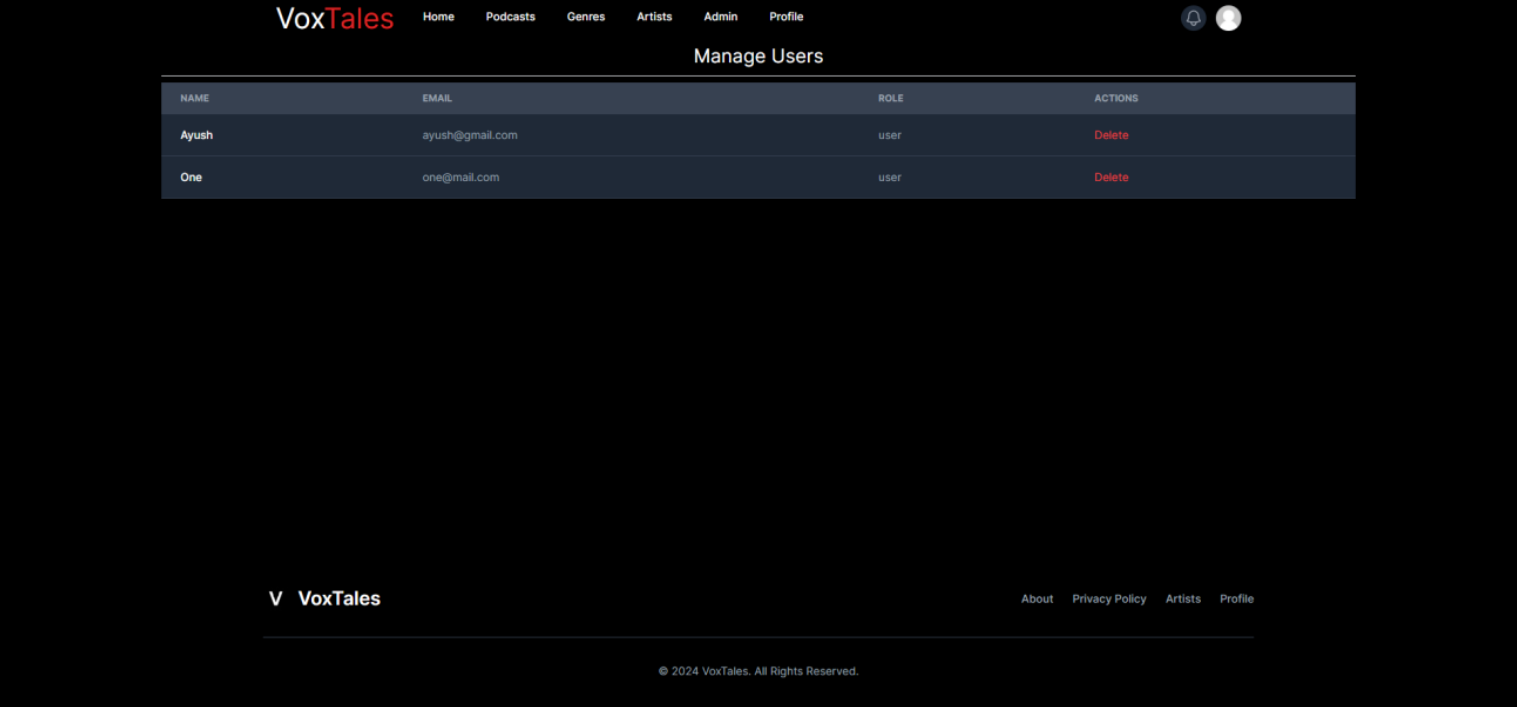 VoxTales Home Podcasts Genres Artists Admin Profile
Manage Users
NAME EMAIL ROLE ACTIONS
Ayush ayush@gmail.com user Delete
One one@mail.com user Delete
V VoxTales About Privacy Policy Artists Profile
© 2024 VoxTales. All Rights Reserved.